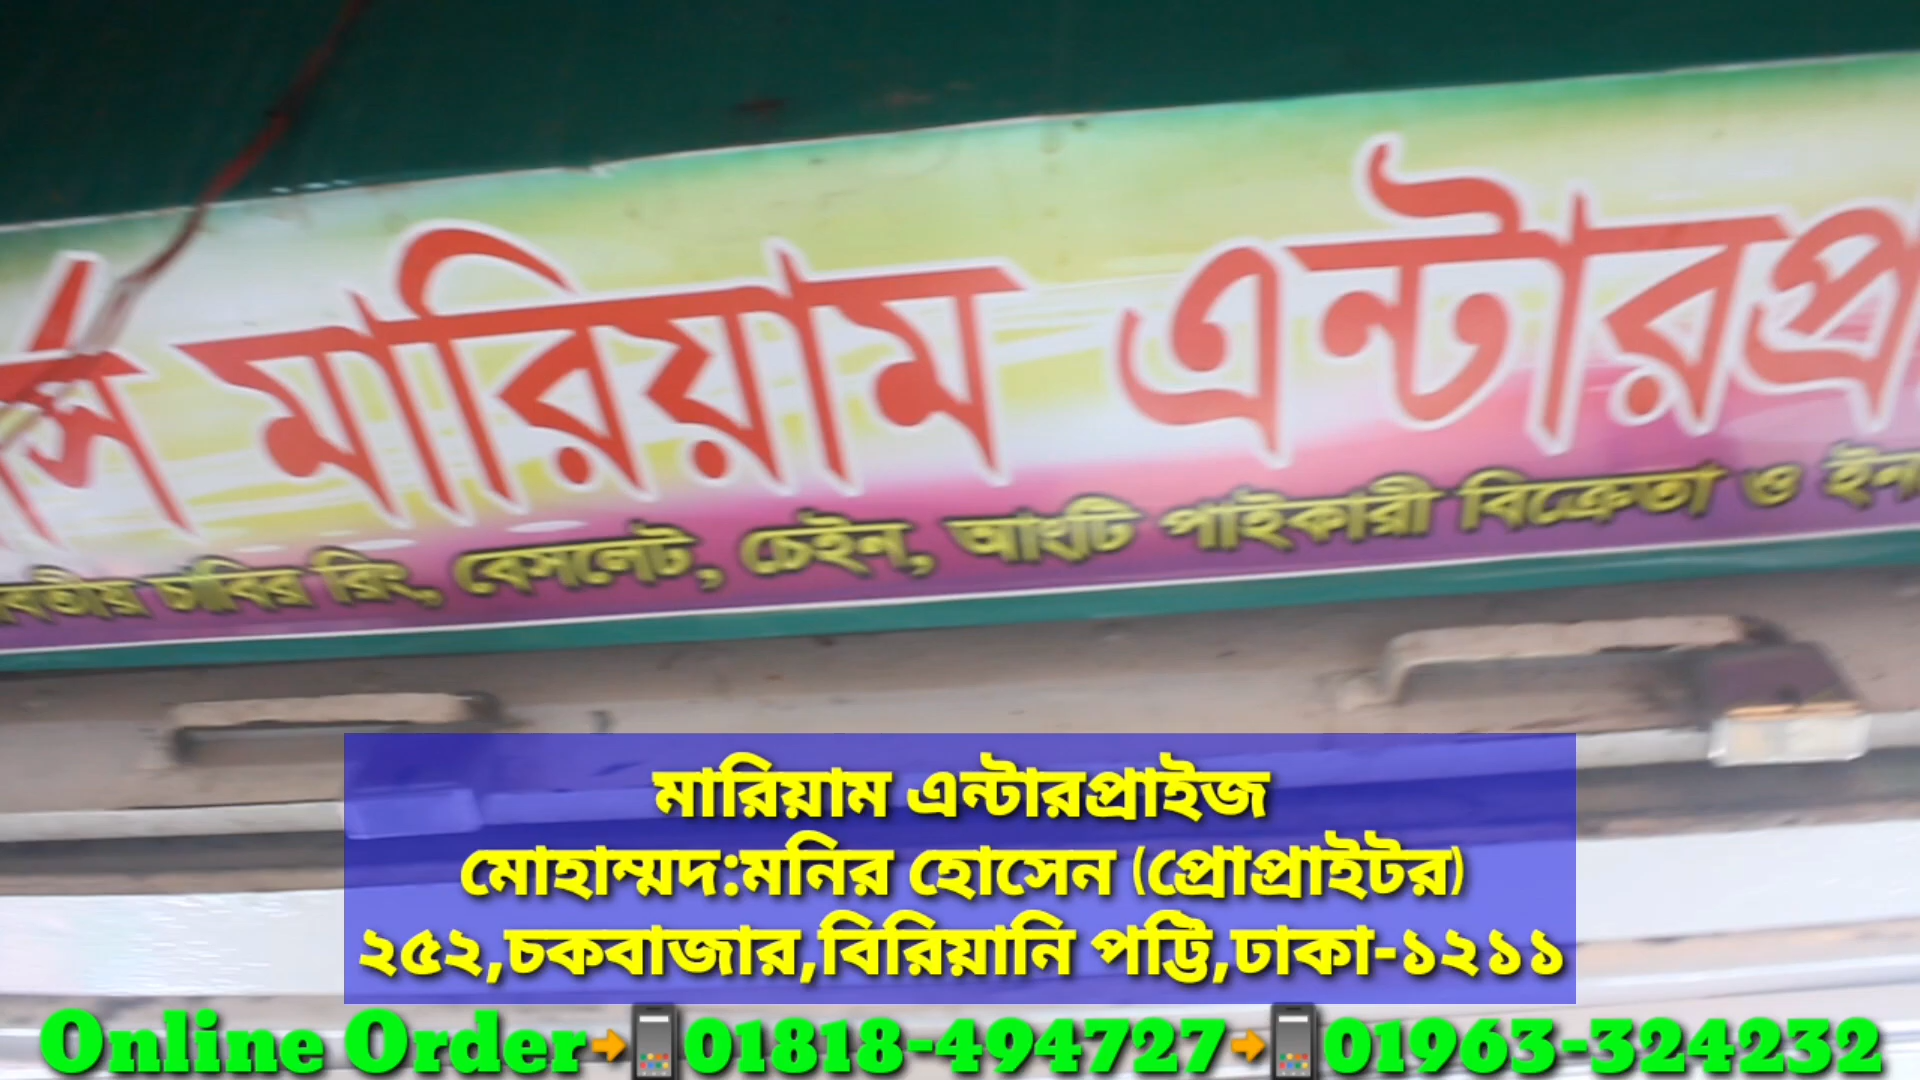 র্স মারিয়াম এন্টারপ্রা
চাবির রিং, বেসলেট, চেইন, আংটি পাইকারী বিক্রেতা ও
মারিয়াম এন্টারপ্রাইজ
মোহাম্মদ:মনির হোসেন (প্রোপ্রাইটর)
২৫২,চকবাজার,বিরিয়ানি পট্টি,ঢাকা-১২১১
Online Order➜📱01818-494727➜📱01963-324232